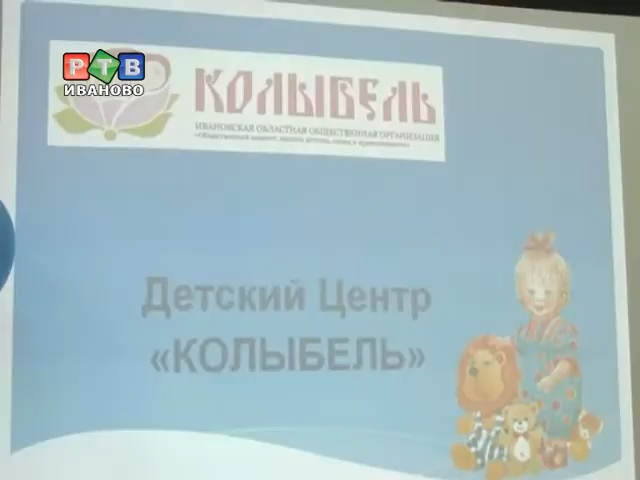 РТВ
ИВАНОВО
КОЛЫБЕЛЬ
ИВАНОВСКАЯ ОБЛАСТНАЯ ОБЩЕСТВЕННАЯ ОРГАНИЗАЦИЯ
Детский Центр
«КОЛЫБЕЛЬ»